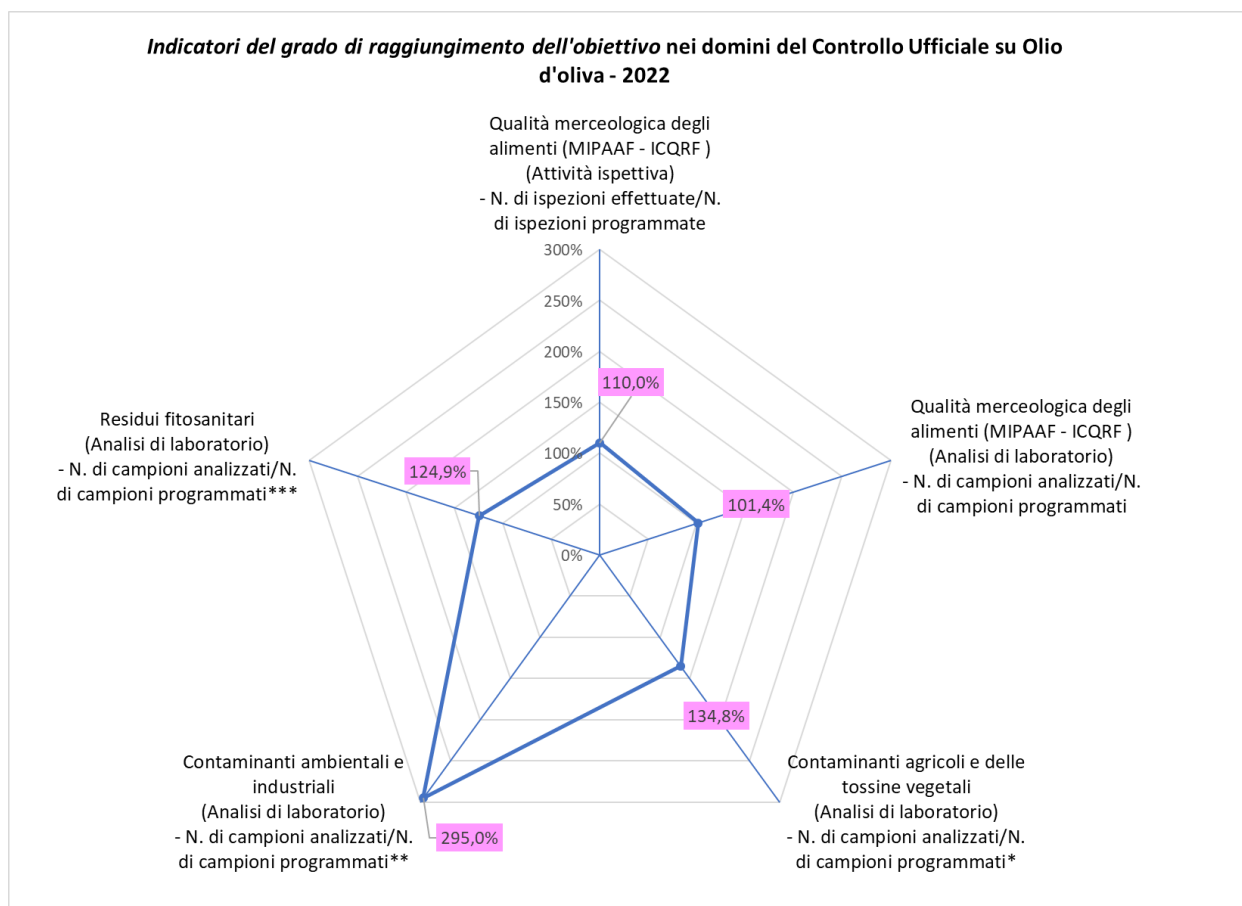 Indicatori del grado di raggiungimento dell'obiettivo nei domini del Controllo Ufficiale su Olio
d'oliva - 2022
Qualità merceologica degli
alimenti (MIPAAF - ICQRF )
(Attività ispettiva)
- N. di ispezioni effettuate/N.
di ispezioni programmate
300%
250%
200%
150%
100%
50%
0%
110,0%
Qualità merceologica degli
alimenti (MIPAAF - ICQRF )
(Analisi di laboratorio)
- N. di campioni analizzati/N.
di campioni programmati
101,4%
Residui fitosanitari
(Analisi di laboratorio)
- N. di campioni analizzati/N.
di campioni programmati***
124,9%
134,8%
Contaminanti ambientali e
industriali
(Analisi di laboratorio)
- N. di campioni analizzati/N.
di campioni programmati**
295,0%
Contaminanti agricoli e delle
tossine vegetali
(Analisi di laboratorio)
- N. di campioni analizzati/N.
di campioni programmati*